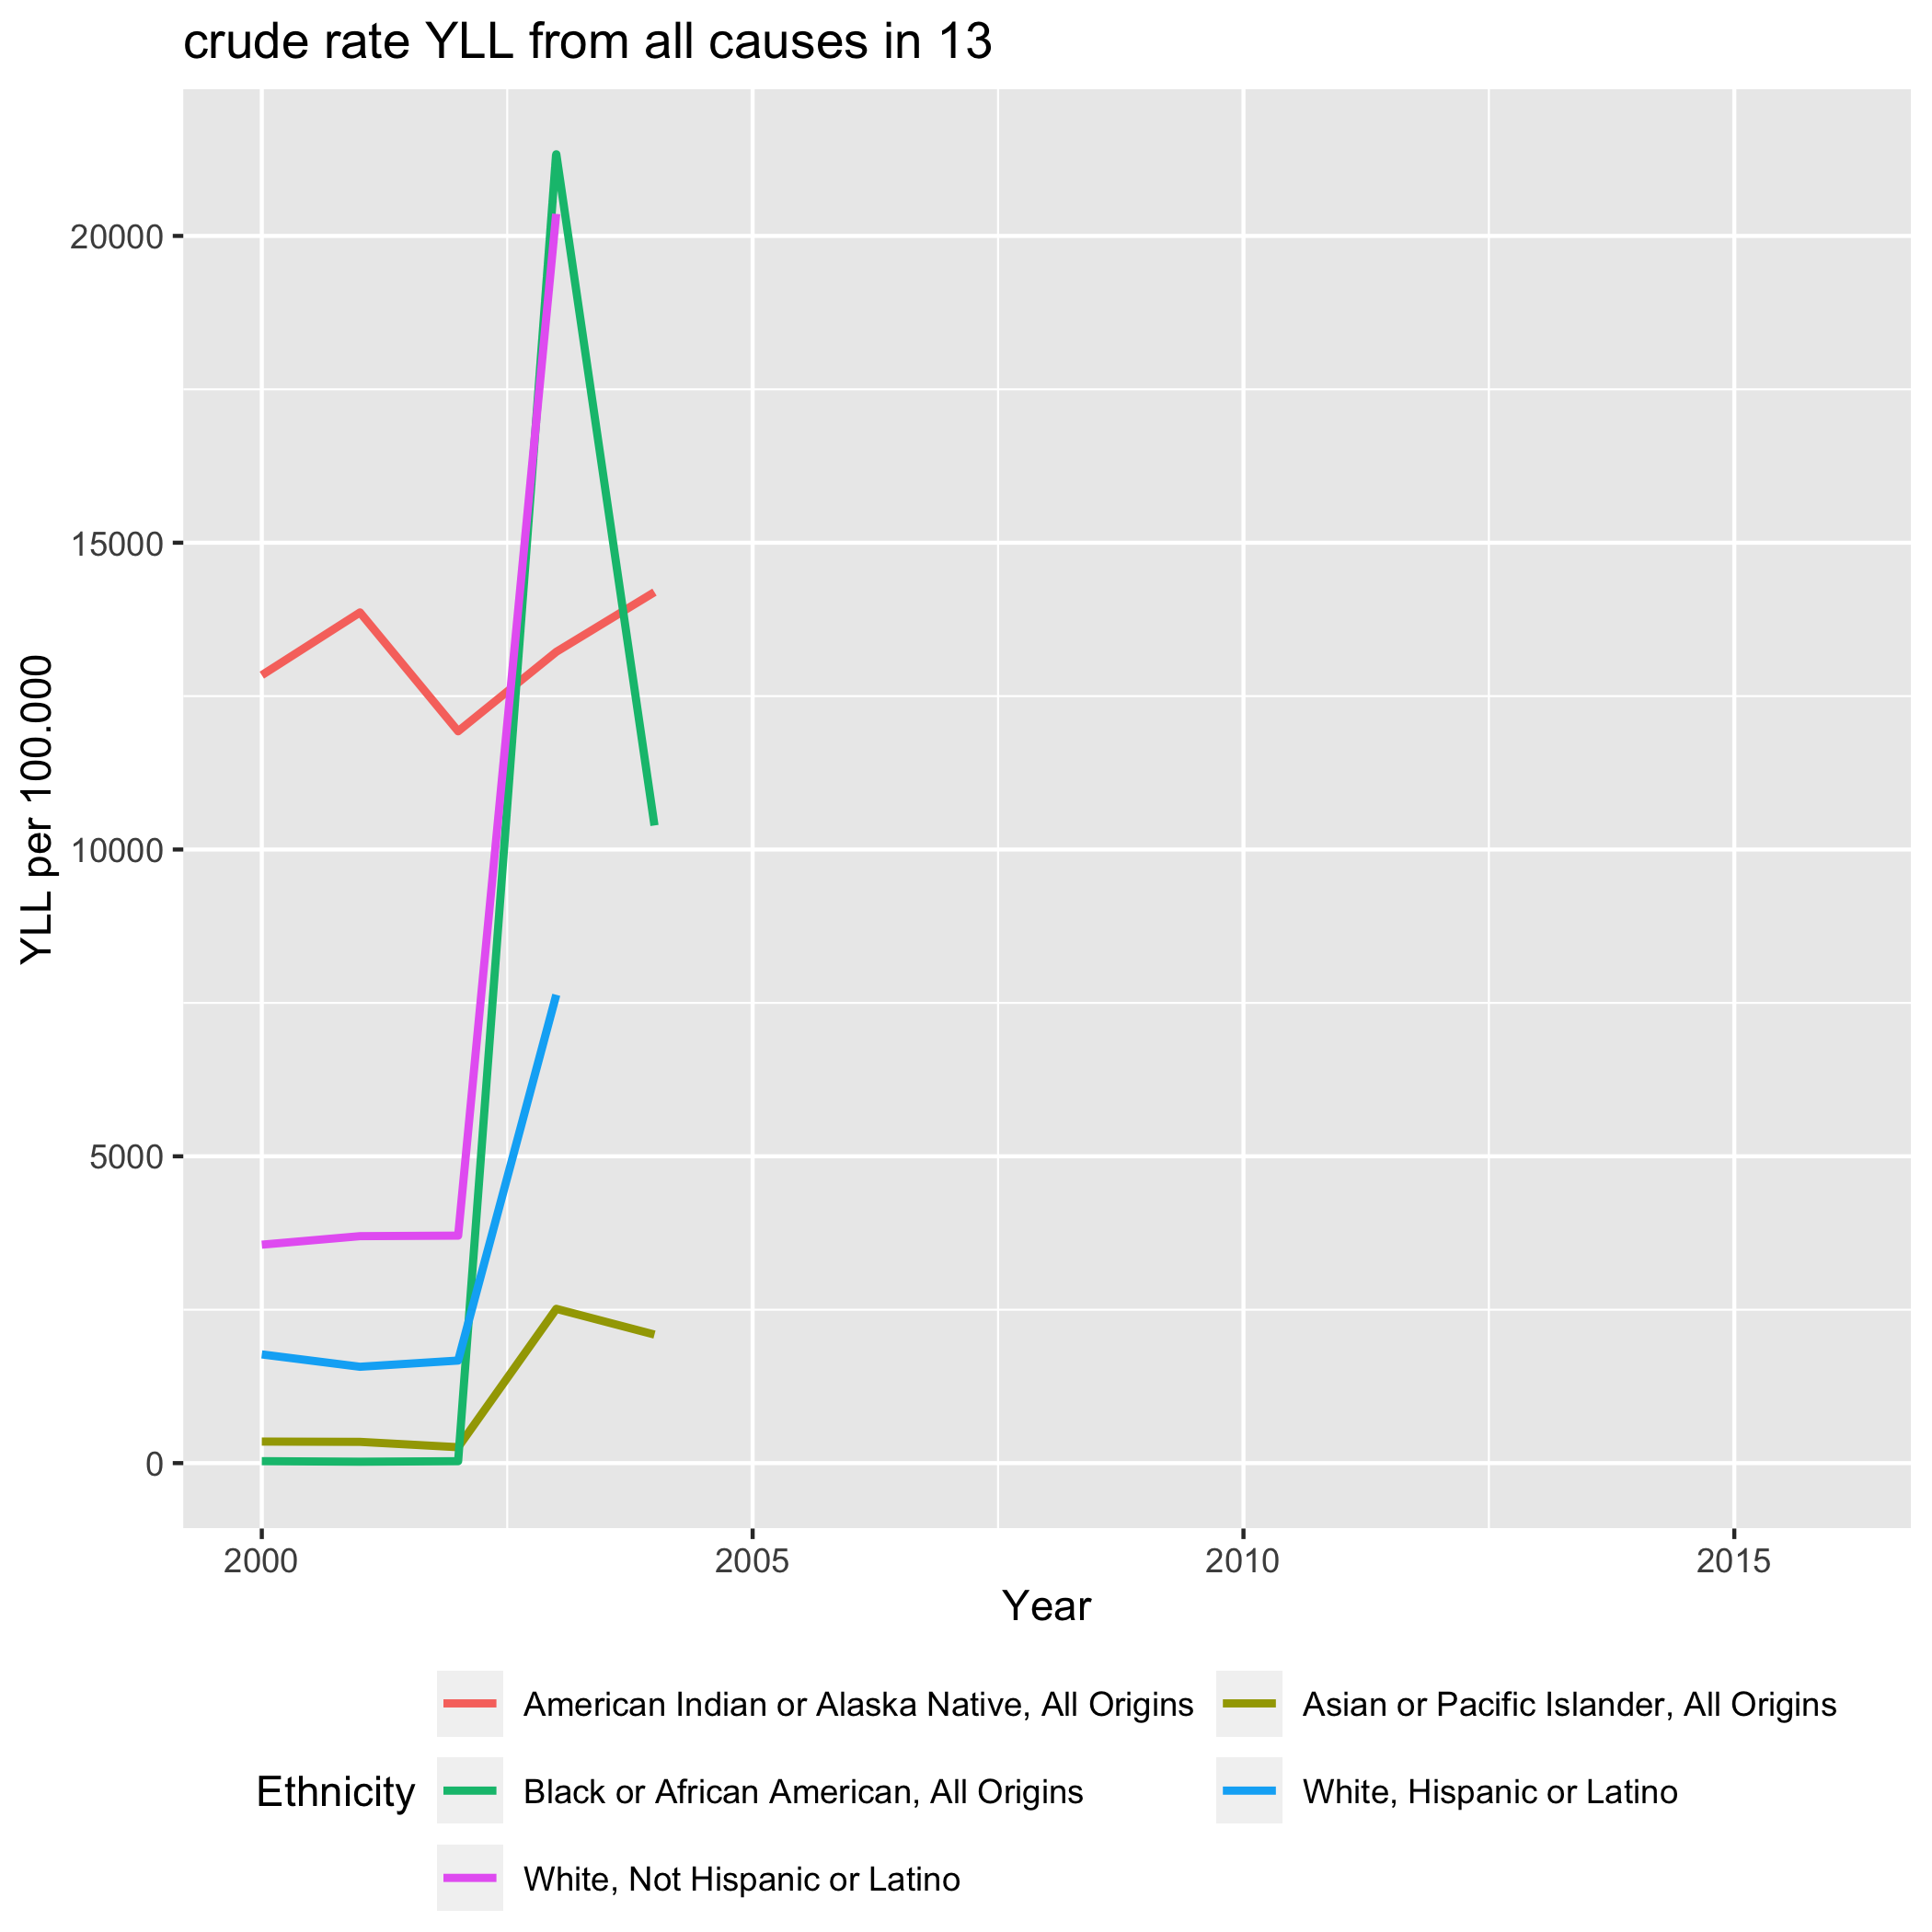 crude rate YLL from all causes in 13
YLL per 100.000
20000
15000
10000
5000
0
2000 2005 2010 2015
Year
Ethnicity
American Indian or Alaska Native, All Origins
Asian or Pacific Islander, All Origins
Black or African American, All Origins
White, Hispanic or Latino
White, Not Hispanic or Latino